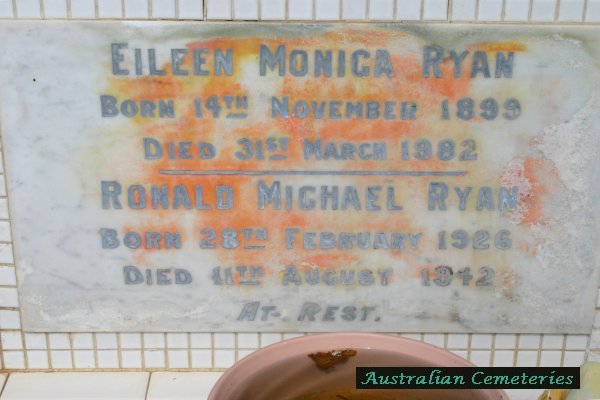 Eileen Monica Ryan
Born 14th November 1899
Died 31st March 1982
Ronald Michael Ryan
Born 28th February 1926
Died 11th August 1942
At Rest.
Australian Cemeteries